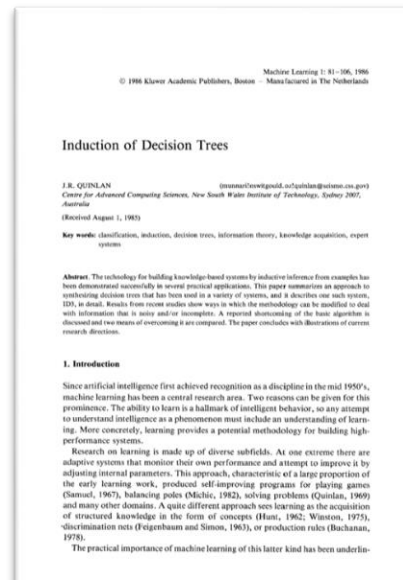 Machine Learning 1: 81-106, 1986
© 1986 Kluwer Academic Publishers, Boston - Manufactured in The Netherlands
Induction of Decision Trees
J.R. QUINLAN
Centre for Advanced Computing Sciences, New South Wales Institute of Technology, Sydney 2007,
Australia
(Received August 1, 1985)
Key words: classification, induction, decision trees, information theory, knowledge acquisition, expert
systems
Abstract. The technology for building knowledge-based systems by inductive inference from examples has
been demonstrated successfully in several practical applications. This paper summarizes an approach to
synthesizing decision trees that has been used in a variety of systems, and it describes one such system,
ID3, in detail. Results from recent studies show ways in which the methodology can be modified to deal
with information that is noisy and/or incomplete. A reported shortcoming of the basic algorithm is
discussed and two means of overcoming it are compared. The paper concludes with illustrations of current
research directions.
1. Introduction
Since artificial intelligence first achieved recognition as a discipline in the mid 1950's,
machine learning has been a central research area. Two reasons can be given for this
prominence. The ability to learn is a hallmark of intelligent behavior, so any attempt
to understand intelligence as a phenomenon must include an understanding of learn-
ing. More concretely, learning provides a potential methodology for building high-
performance systems.
Research on learning is made up of diverse subfields. At one extreme there are
adaptive systems that monitor their own performance and attempt to improve it by
adjusting internal parameters. This approach, characteristic of a large proportion of
the early learning work, produced self-improving programs for playing games
(Samuel, 1967), balancing poles (Michie, 1982), solving problems (Quinlan, 1969)
and many other domains. A quite different approach sees learning as the acquisition
of structured knowledge in the form of concepts (Hunt, 1962; Winston, 1975),
discrimination nets (Feigenbaum and Simon, 1963), or production rules (Buchanan,
1978).
The practical importance of machine learning of this latter kind has been underlin-